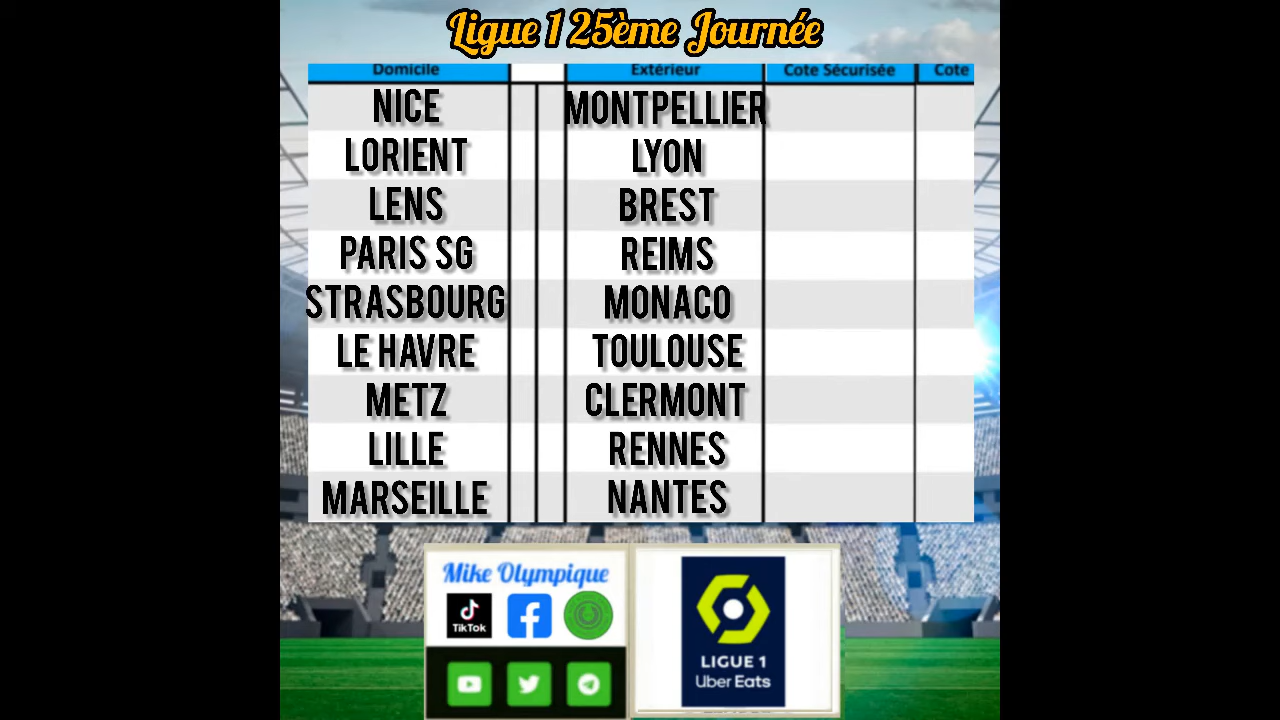 Ligue 1 25ème Journée
Domicile Extérieur Cote Sécurisée Cote
NICE MONTPELLIER
LORIENT LYON
LENS BREST
PARIS SG REIMS
STRASBOURG MONACO
LE HAVRE TOULOUSE
METZ CLERMONT
LILLE RENNES
MARSEILLE NANTES
Mike Olympique
TikTok
LIGUE 1
Uber Eats